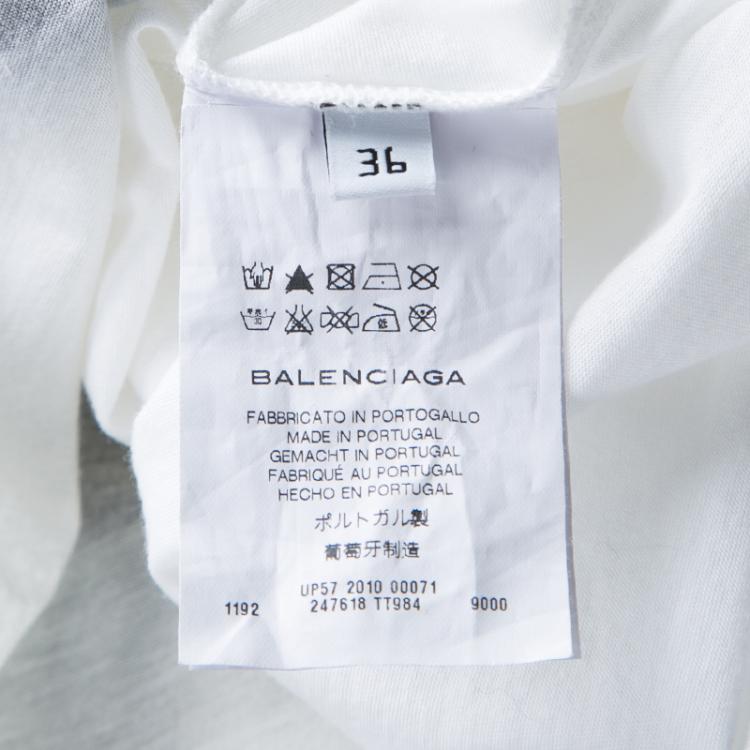 36
BALENCIAGA
FABBRICATO IN PORTOGALLO
MADE IN PORTUGAL
GEMACHT IN PORTUGAL
FABRIQUÉ AU PORTUGAL
HECHO EN PORTUGAL
ポルトガル製
葡萄牙制造
UP57 2010 00071
1192 247618 TT984 9000